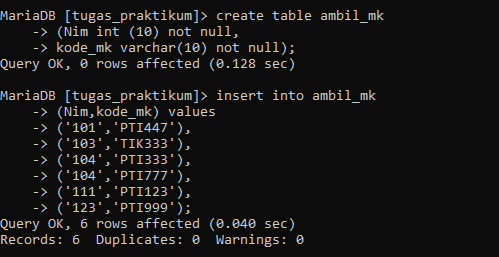 MariaDB [tugas_praktikum]> create table ambil_mk
    -> (Nim int (10) not null,
    -> kode_mk varchar(10) not null);
Query OK, 0 rows affected (0.128 sec)

MariaDB [tugas_praktikum]> insert into ambil_mk
    -> (Nim,kode_mk) values
    -> ('101','PTI447'),
    -> ('103','TIK333'),
    -> ('104','PTI333'),
    -> ('104','PTI777'),
    -> ('111','PTI123'),
    -> ('123','PTI999');
Query OK, 6 rows affected (0.040 sec)
Records: 6  Duplicates: 0  Warnings: 0